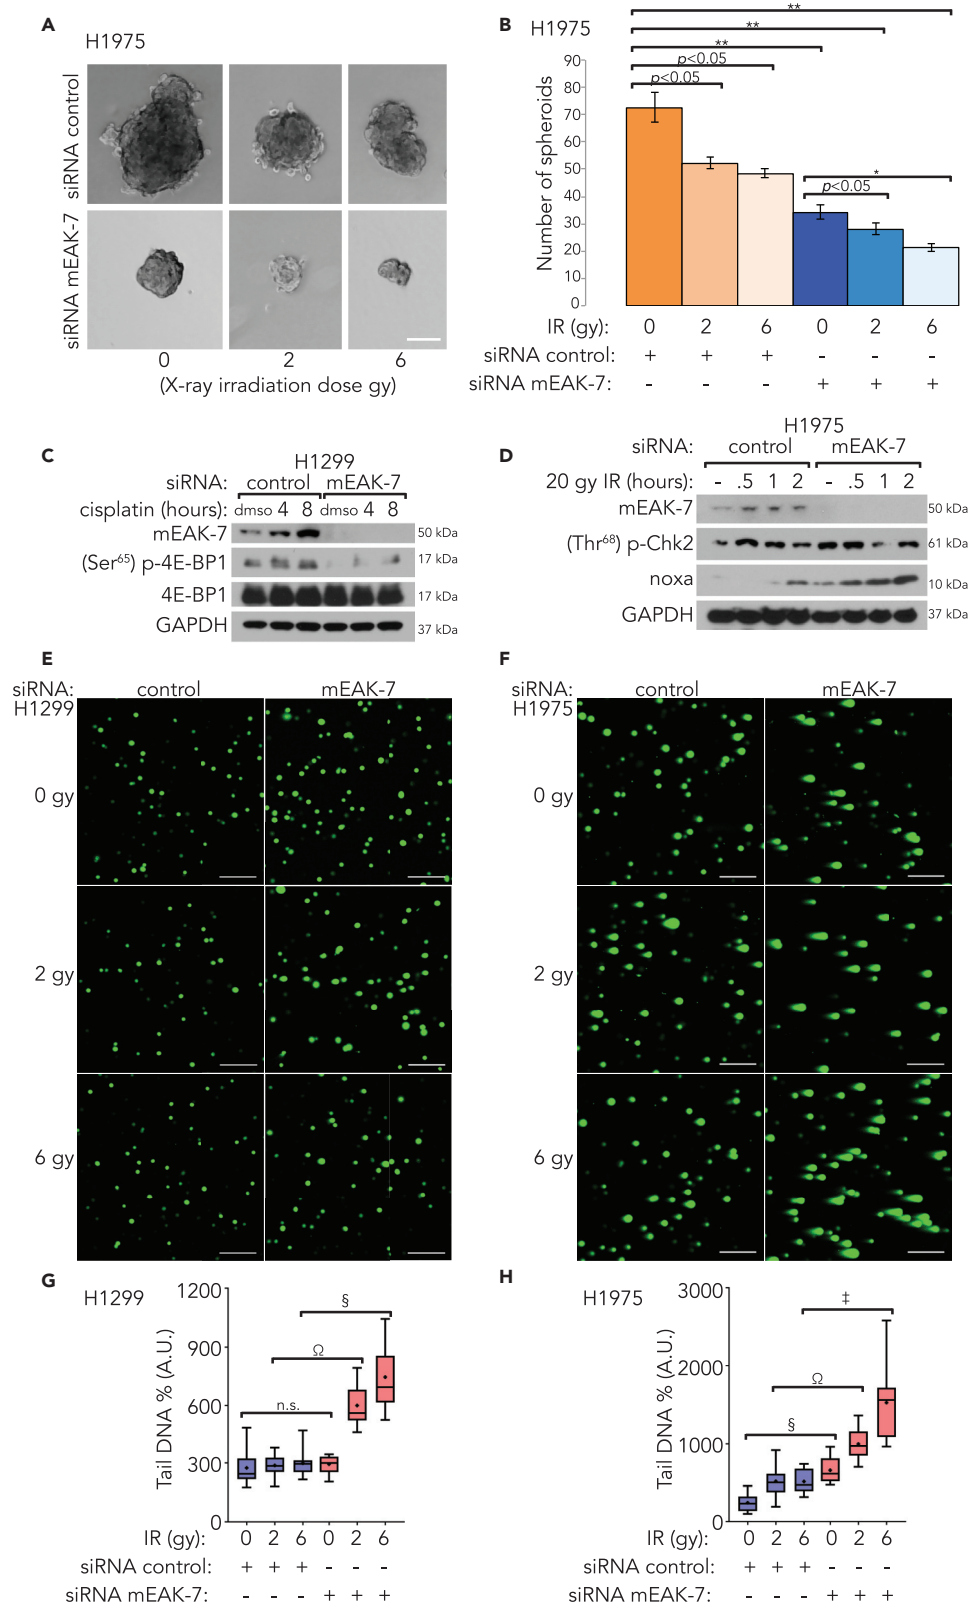 A
H1975
siRNA control
siRNA mEAK-7
0 2 6
(X-ray irradiation dose gy)
B
H1975
**
**
**
p<0.05
p<0.05
*
p<0.05
Number of spheroids
90
80
70
60
50
40
30
20
10
0
IR (gy) 0 2 6 0 2 6
siRNA control: + + + - - -
siRNA mEAK-7: - - - + + +
C
H1299
siRNA: control mEAK-7
cisplatin (hours): dmso 4 8 dmso 4 8
mEAK-7 50 kDa
(Ser65) p-4E-BP1 17 kDa
4E-BP1 17 kDa
GAPDH 37 kDa
D
H1975
siRNA: control mEAK-7
20 gy IR (hours): - .5 1 2 - .5 1 2
mEAK-7 50 kDa
(Thr68) p-Chk2 61 kDa
noxa 10 kDa
GAPDH 37 kDa
E
siRNA: control mEAK-7
H1299
0 gy
2 gy
6 gy
F
siRNA: control mEAK-7
H1975
0 gy
2 gy
6 gy
G
H1299
Tail DNA % (A.U.)
1200
900
600
300
0
§
Ω
n.s.
IR (gy): 0 2 6 0 2 6
siRNA control: + + + - - -
siRNA mEAK-7: - - - + + +
H
H1975
Tail DNA % (A.U.)
3000
2000
1000
0
‡
Ω
§
IR (gy): 0 2 6 0 2 6
siRNA control: + + + - - -
siRNA mEAK-7: - - - + + +